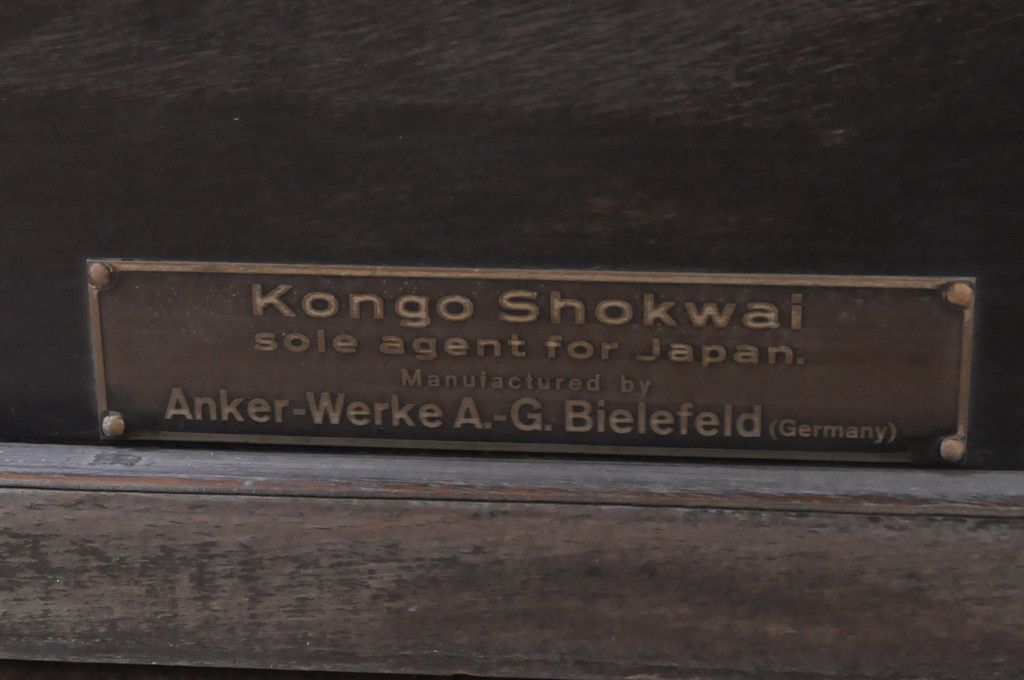 Kongo Shokwai
sole agent for Japan.
Manufactured by
Anker-Werke A.-G. Bielefeld (Germany)